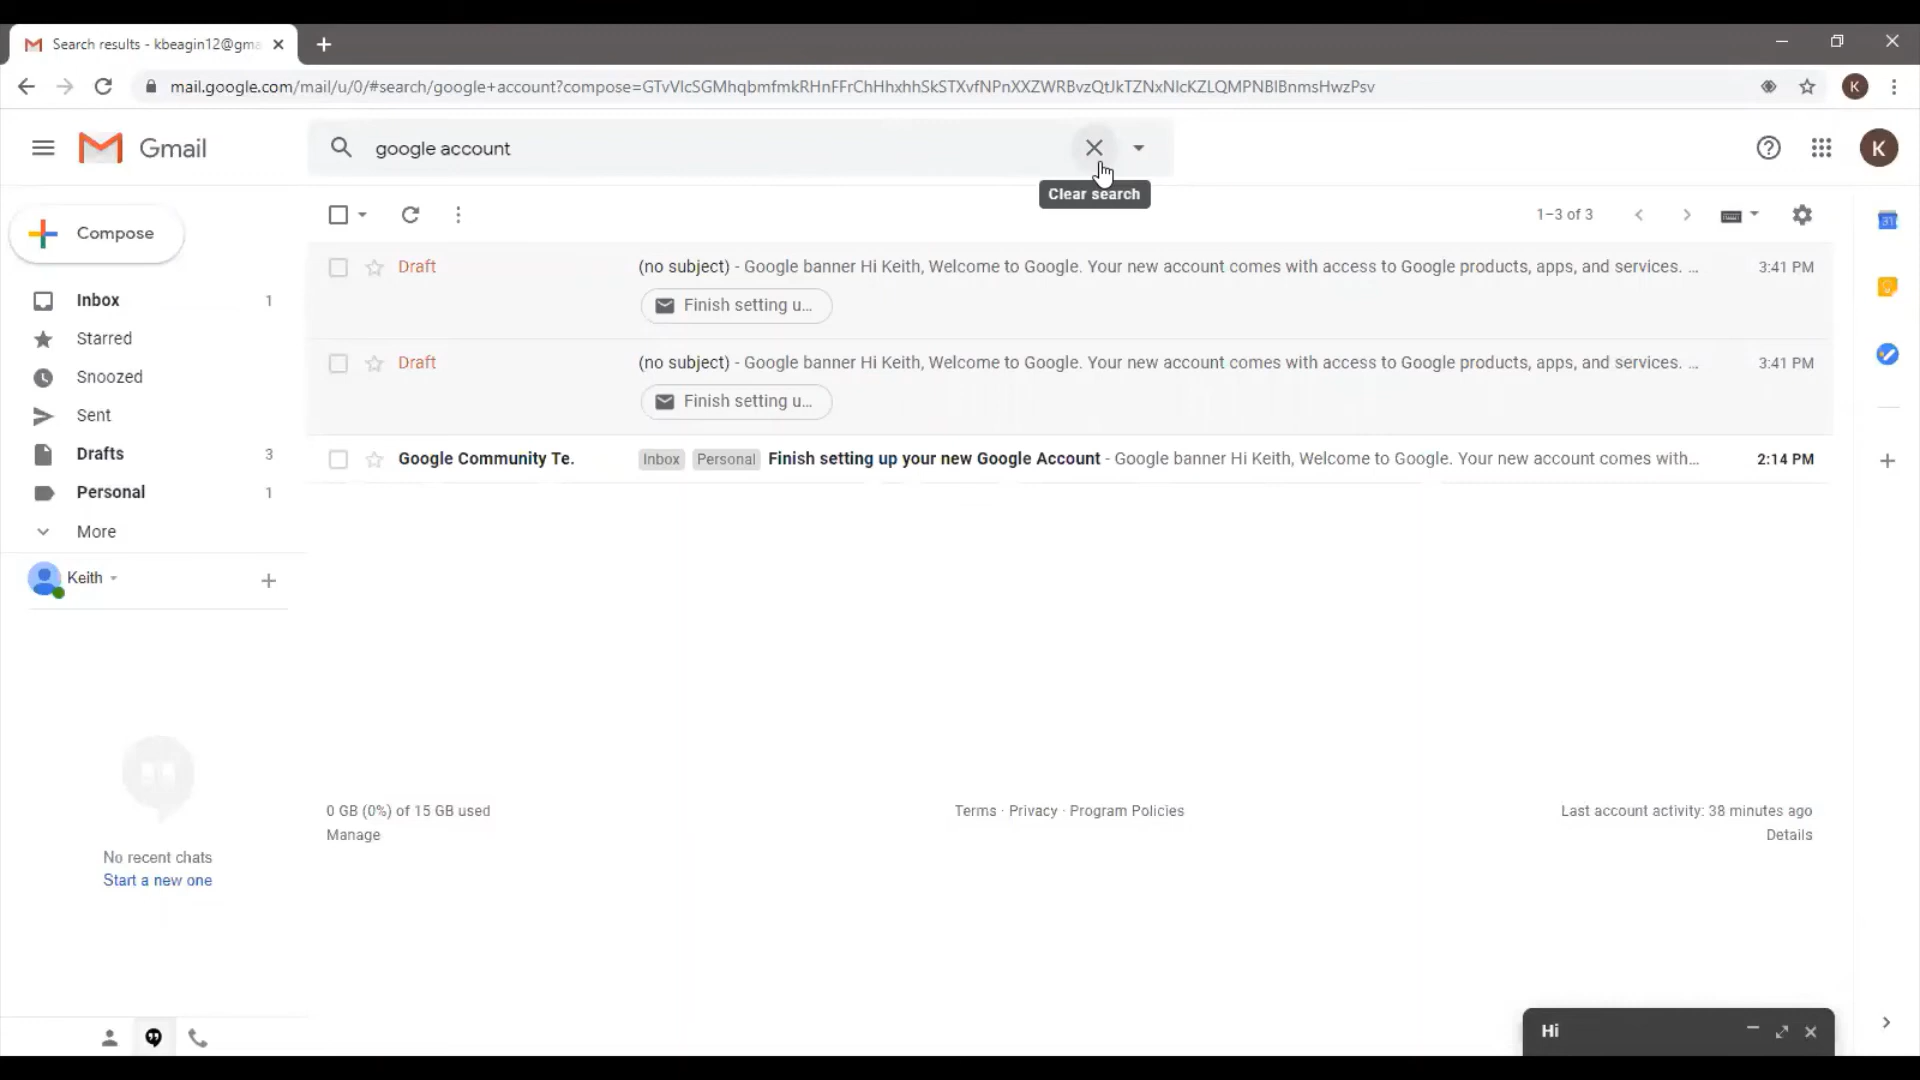 Search results - kbeagin12@gma
mail.google.com/mail/u/0/#search/google+account?compose=GTvVlcSGMhqbmfmkRHnFFrChHhxhhSkSTXvfNPnXXZWRBvzQtJkTZNxNlcKZLQMPNBlBnmsHwzPsv
K
Gmail
google account
K
Clear search
Compose
1–3 of 3
Draft
(no subject) - Google banner Hi Keith, Welcome to Google. Your new account comes with access to Google products, apps, and services. ...
3:41 PM
Finish setting u...
Draft
(no subject) - Google banner Hi Keith, Welcome to Google. Your new account comes with access to Google products, apps, and services. ...
3:41 PM
Finish setting u...
Google Community Te.
Inbox Personal Finish setting up your new Google Account - Google banner Hi Keith, Welcome to Google. Your new account comes with...
2:14 PM
Inbox 1
Starred
Snoozed
Sent
Drafts 3
Personal 1
More
Keith
31
No recent chats
Start a new one
0 GB (0%) of 15 GB used
Manage
Terms · Privacy · Program Policies
Last account activity: 38 minutes ago
Details
Hi